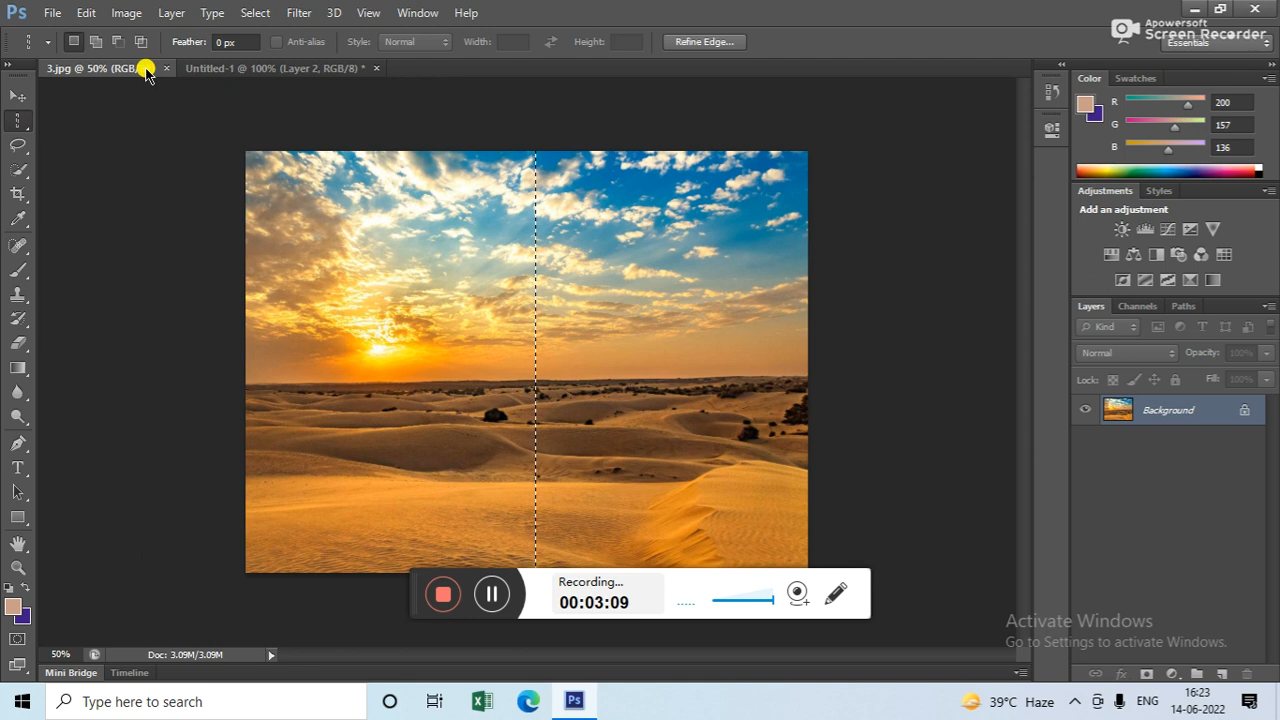 Ps File Edit Image Layer Type Select Filter 3D View Window Help
Apowersoft
Screen Recorder
Feather: 0 px Anti-alias Style: Normal Width: Height: Refine Edge... Essentials
3.jpg @ 50% (RGB/ × Untitled-1 @ 100% (Layer 2, RGB/8) * ×
Color Swatches
R 200
G 157
B 136
Adjustments Styles
Add an adjustment
Layers Channels Paths
Kind
Normal Opacity: 100%
Lock: Fill: 100%
Background
Recording...
00:03:09
Activate Windows
Go to Settings to activate Windows.
50% Doc: 3.09M/3.09M
Mini Bridge Timeline
Type here to search
Ps
39°C Haze
ENG
16:23
14-06-2022